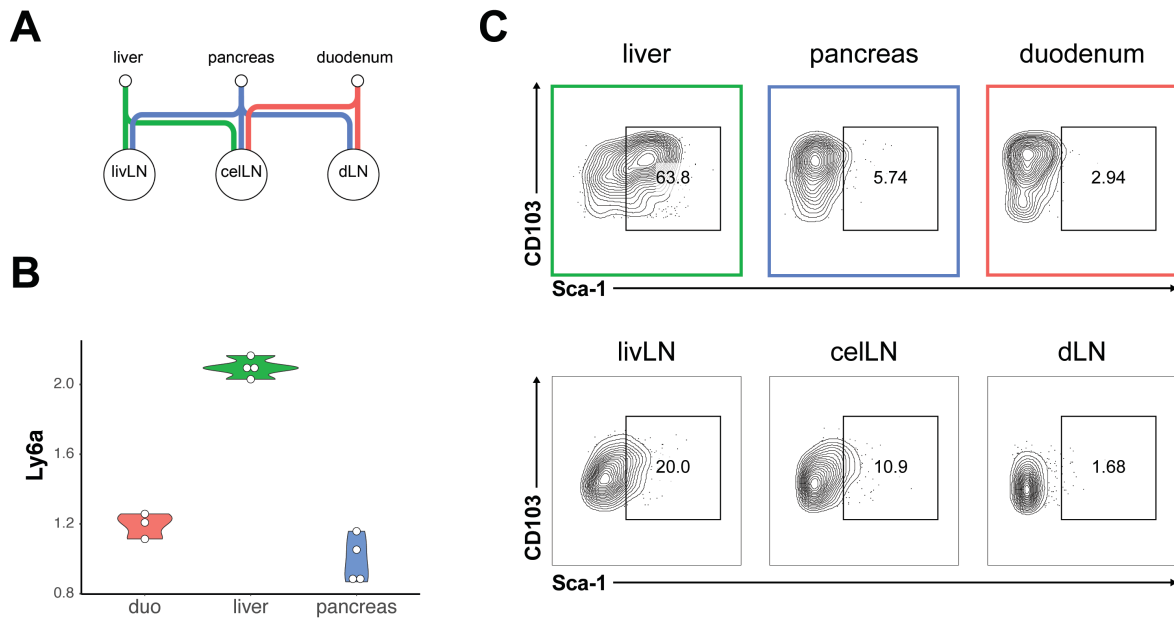 A
liver pancreas duodenum
livLN celLN dLN
B
Ly6a
2.0
1.6
1.2
0.8
duo liver pancreas
C
liver pancreas duodenum
CD103
63.8 5.74 2.94
Sca-1
livLN celLN dLN
CD103
20.0 10.9 1.68
Sca-1